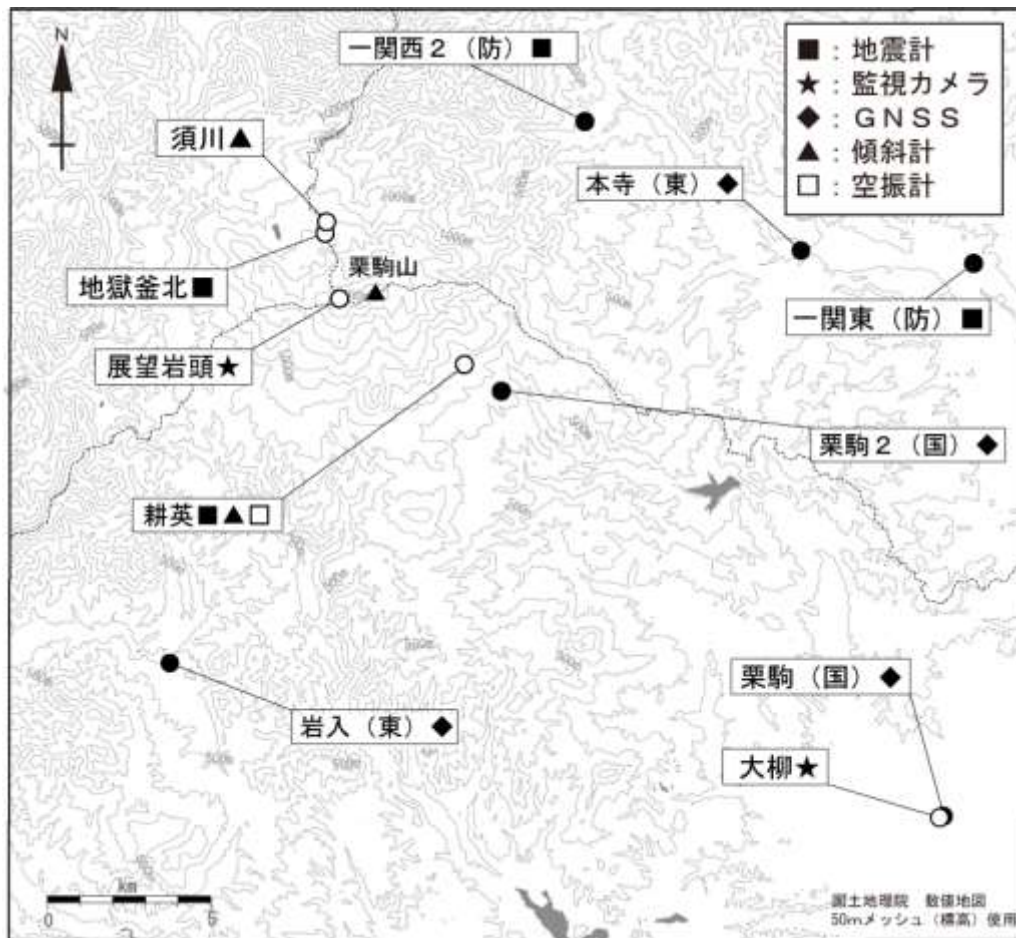 N
一関西２（防）■
■：地震計
★：監視カメラ
◆：ＧＮＳＳ
▲：傾斜計
□：空振計
須川▲
本寺（東）◆
地獄釜北■
栗駒山
一関東（防）■
展望岩頭★
栗駒２（国）◆
耕英■▲□
栗駒（国）◆
岩入（東）◆
大柳★
km
0
5
国土地理院　数値地図
50mメッシュ（標高）使用